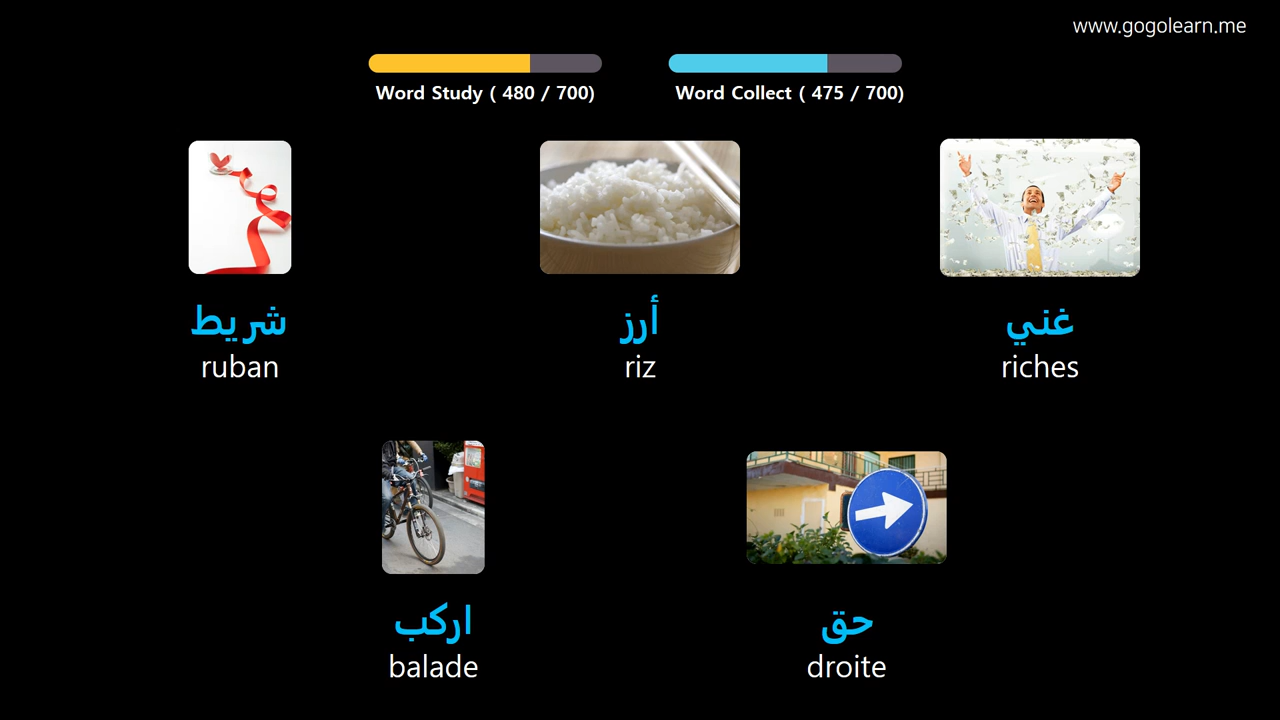 www.gogolearn.me
Word Study ( 480 / 700)
Word Collect ( 475 / 700)
شريط
ruban
أرز
riz
غني
riches
اركب
balade
حق
droite